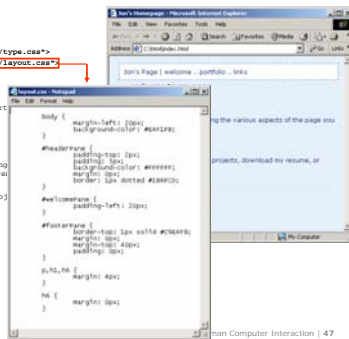 /type.css">
/layout.css">
Jon's Homepage - Microsoft Internet Explorer
File Edit View Favorites Tools Help
Search Favorites Media
Address C:\html\index.html
Go Links
Jon's Page | welcome .. portfolio .. links
ng the various aspects of the page you
projects, download my resume, or
My Computer
layout.css - Notepad
File Edit Format Help
body {
margin-left: 20px;
background-color:
}
#headerPane {
padding-top: 2px;
padding: 5px;
background-color: #FFFFFF;
margin: 0px;
border: 1px dotted
}
#welcomePane {
padding-left: 20px;
}
#footerPane {
border-top: 1px solid
margin: 0px;
margin-top: 40px;
padding: 0px;
}
p,h1,h6 {
margin: 4px;
}
h6 {
margin: 0px;
}
man Computer Interaction | 47